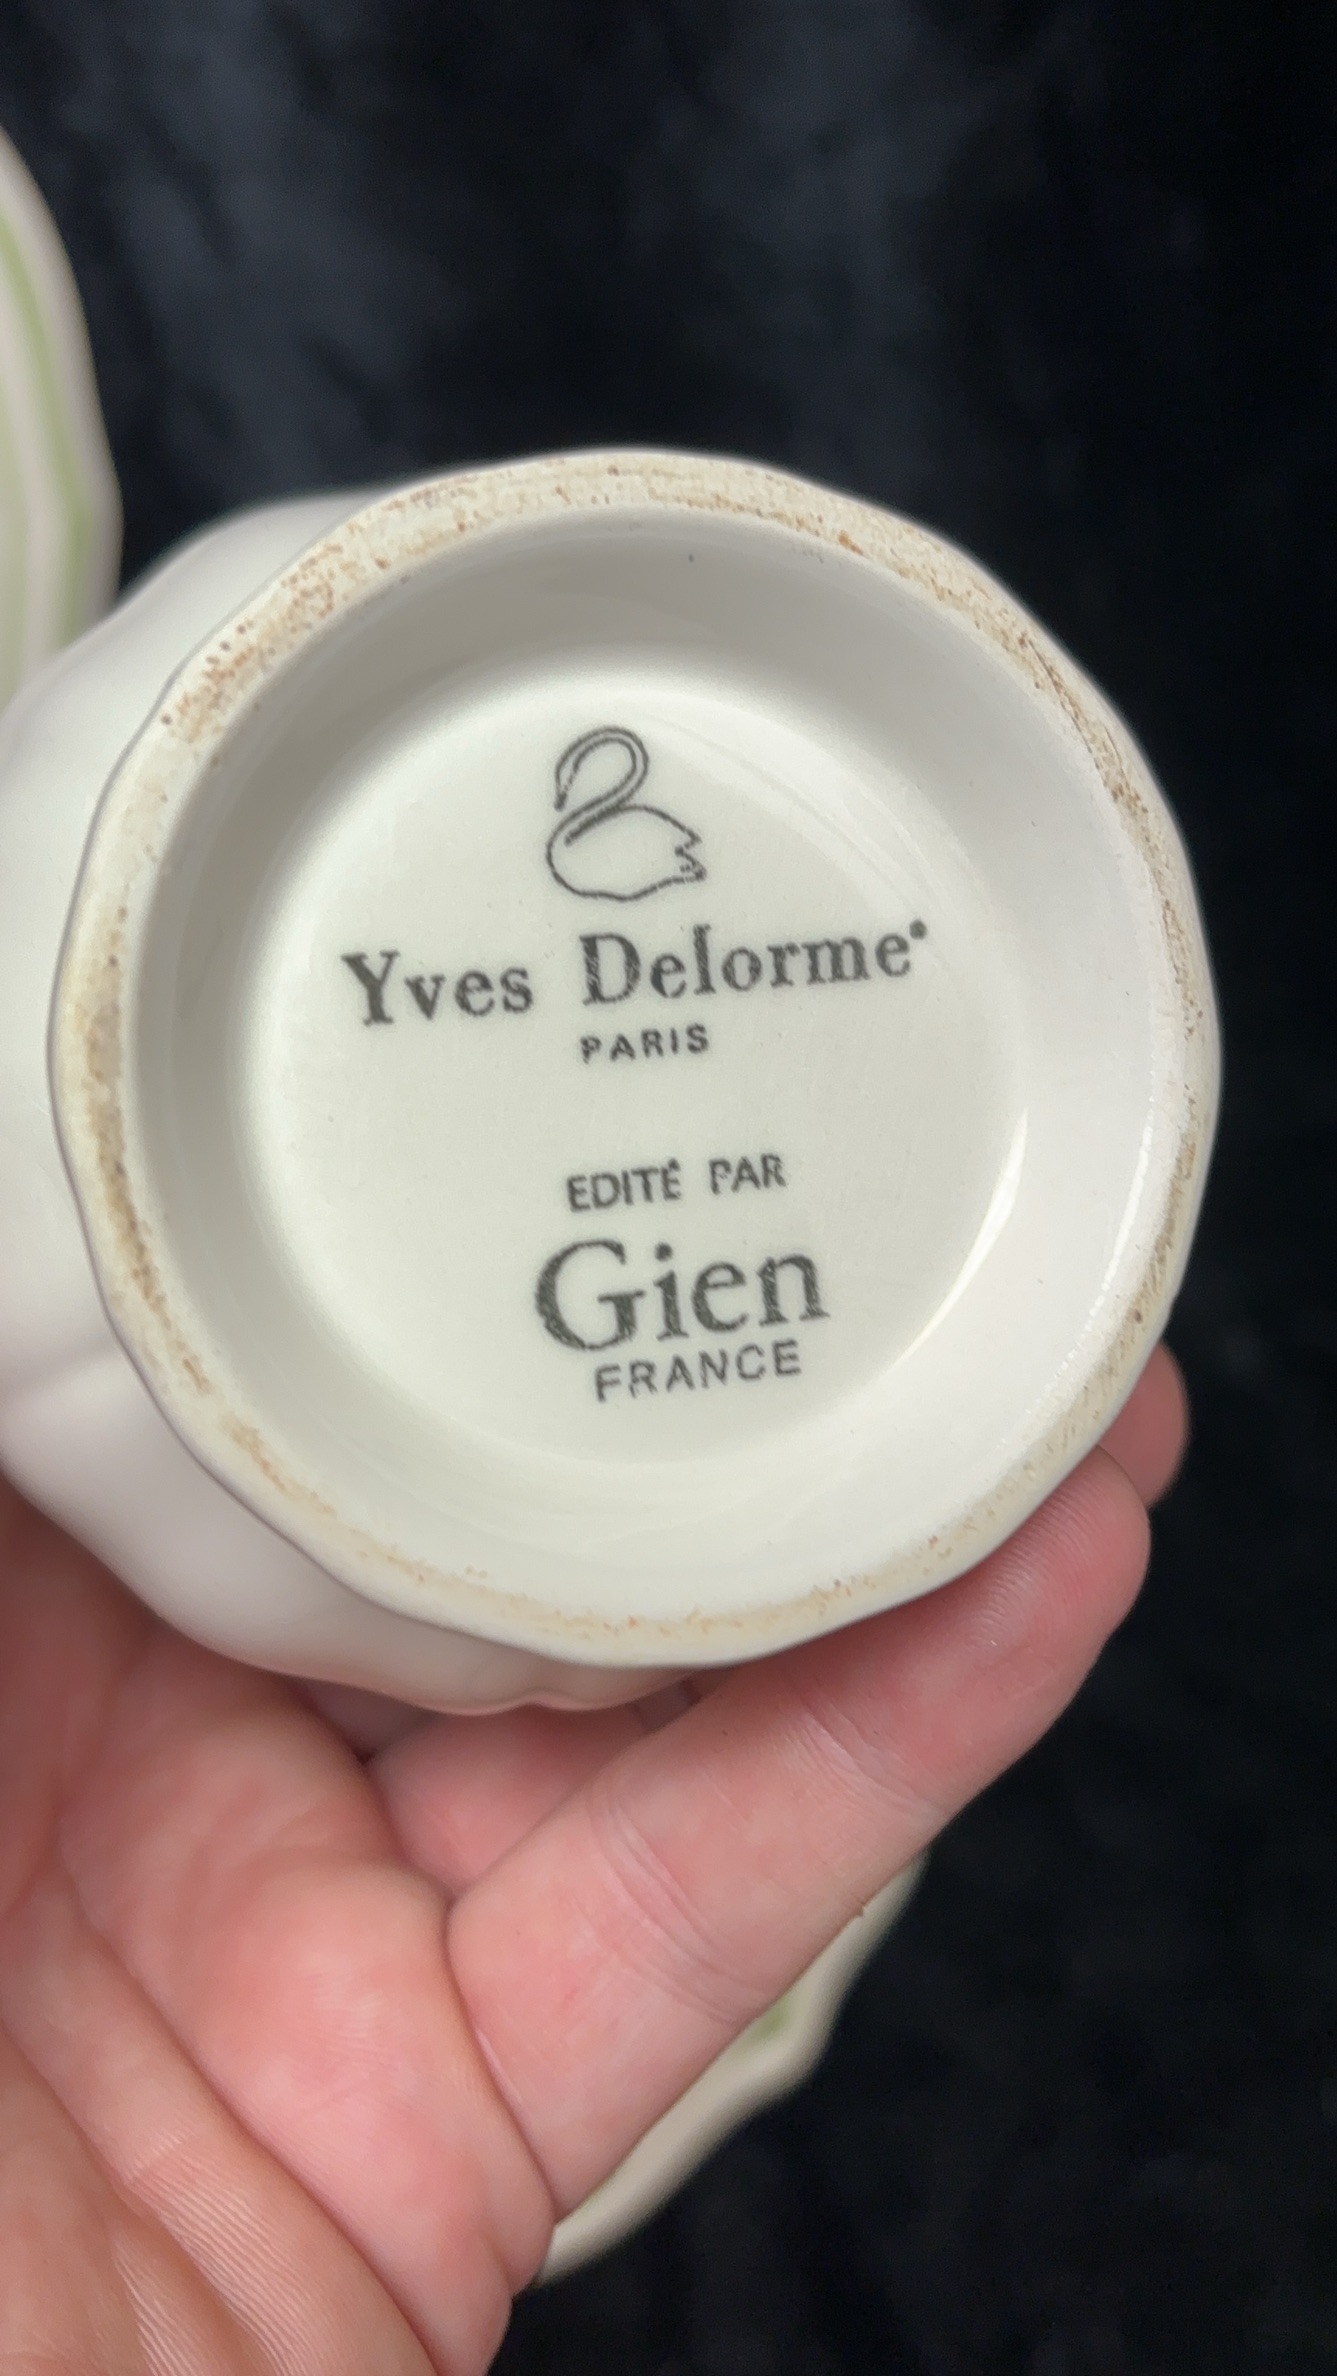 Yves Delorme
PARIS
EDITÉ PAR
Gien
FRANCE